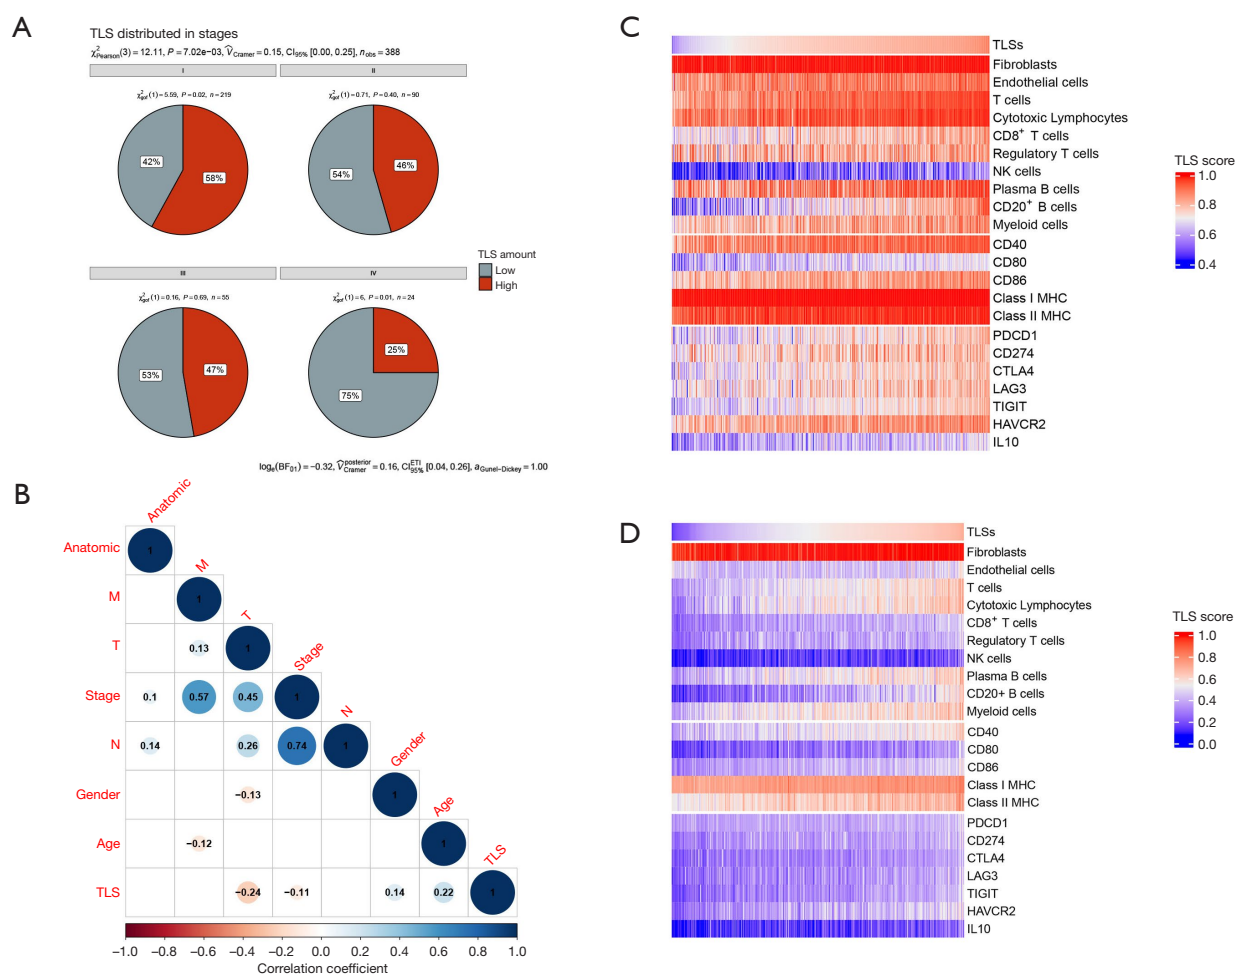 A
TLS distributed in stages
χ²Pearson(3) = 12.11, P = 7.02e−03, V̂Cramer = 0.15, CI95% [0.00, 0.25], nobs = 388
I
II
χ²gof(1) = 5.59, P = 0.02, n = 219
χ²gof(1) = 0.71, P = 0.40, n = 90
42%
58%
54%
46%
TLS amount
Low
High
III
IV
χ²gof(1) = 0.16, P = 0.69, n = 55
χ²gof(1) = 6, P = 0.01, n = 24
53%
47%
25%
75%
loge(BF01) = −0.32, V̂Cramer posterior = 0.16, CI95% ETI [0.04, 0.26], aGunel−Dickey = 1.00
B
Anatomic
M
T
Stage
N
Gender
Age
TLS
Anatomic 1
M 1
T 0.13 1
Stage 0.1 0.57 0.45 1
N 0.14 0.26 0.74 1
Gender −0.13 1
Age −0.12 1
TLS −0.24 −0.11 0.14 0.22 1
−1.0 −0.8 −0.6 −0.4 −0.2 0.0 0.2 0.4 0.6 0.8 1.0
Correlation coefficient
C
TLSs
Fibroblasts
Endothelial cells
T cells
Cytotoxic Lymphocytes
CD8⁺ T cells
Regulatory T cells
NK cells
Plasma B cells
CD20⁺ B cells
Myeloid cells
CD40
CD80
CD86
Class I MHC
Class II MHC
PDCD1
CD274
CTLA4
LAG3
TIGIT
HAVCR2
IL10
TLS score
1.0
0.8
0.6
0.4
D
TLSs
Fibroblasts
Endothelial cells
T cells
Cytotoxic Lymphocytes
CD8⁺ T cells
Regulatory T cells
NK cells
Plasma B cells
CD20+ B cells
Myeloid cells
CD40
CD80
CD86
Class I MHC
Class II MHC
PDCD1
CD274
CTLA4
LAG3
TIGIT
HAVCR2
IL10
TLS score
1.0
0.8
0.6
0.4
0.2
0.0